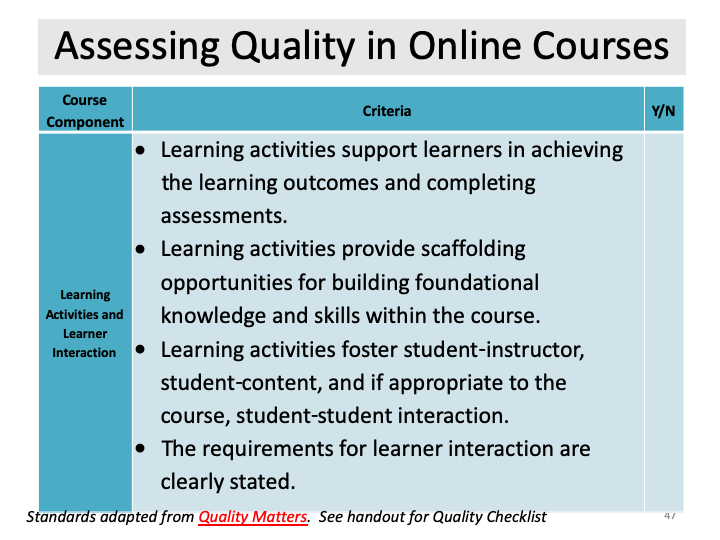 Assessing Quality in Online Courses
Course
Component
Criteria
Y/N
Learning
Activities and
Learner
Interaction
• Learning activities support learners in achieving
the learning outcomes and completing
assessments.
• Learning activities provide scaffolding
opportunities for building foundational
knowledge and skills within the course.
• Learning activities foster student-instructor,
student-content, and if appropriate to the
course, student-student interaction.
• The requirements for learner interaction are
clearly stated.
Standards adapted from Quality Matters. See handout for Quality Checklist
47